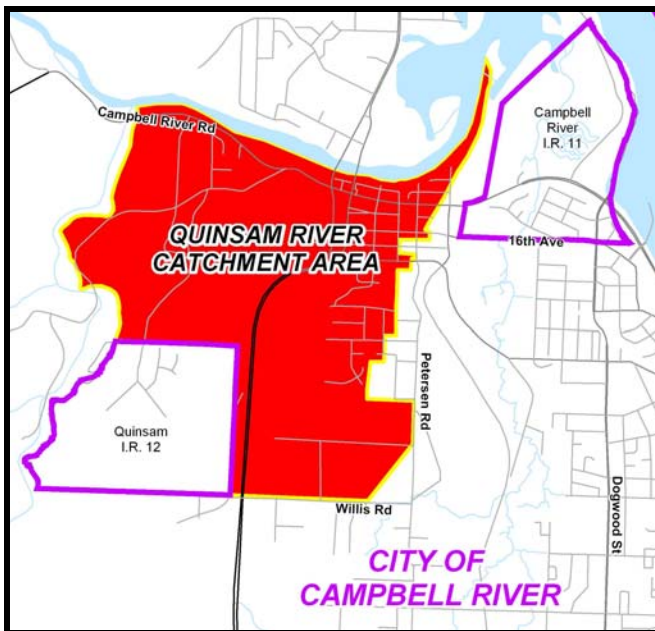 Campbell River Rd
Campbell
River
I.R. 11
QUINSAM RIVER
CATCHMENT AREA
16th Ave
Petersen Rd
Quinsam
I.R. 12
Dogwood St
Willis Rd
CITY OF
CAMPBELL RIVER